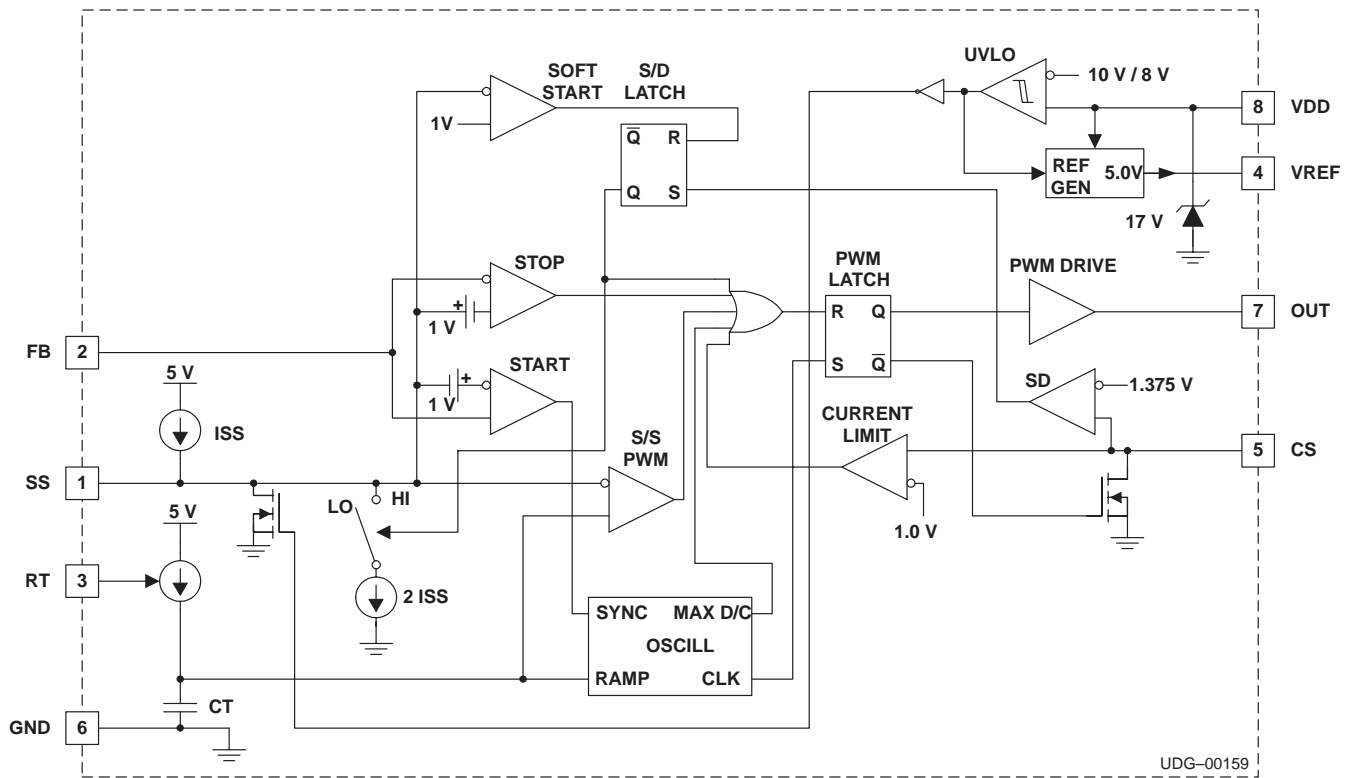 UVLO
10 V / 8 V
SOFT
START
S/D
LATCH
1V
Q
R
Q
S
8
VDD
REF
GEN
5.0V
4
VREF
17 V
STOP
1 V
+
PWM
LATCH
PWM DRIVE
R
Q
S
Q
7
OUT
FB
2
START
1 V
+
SD
1.375 V
5 V
ISS
S/S
PWM
CURRENT
LIMIT
5
CS
SS
1
LO
HI
1.0 V
5 V
RT
3
2 ISS
SYNC
MAX D/C
OSCILL
RAMP
CLK
CT
GND
6
UDG–00159